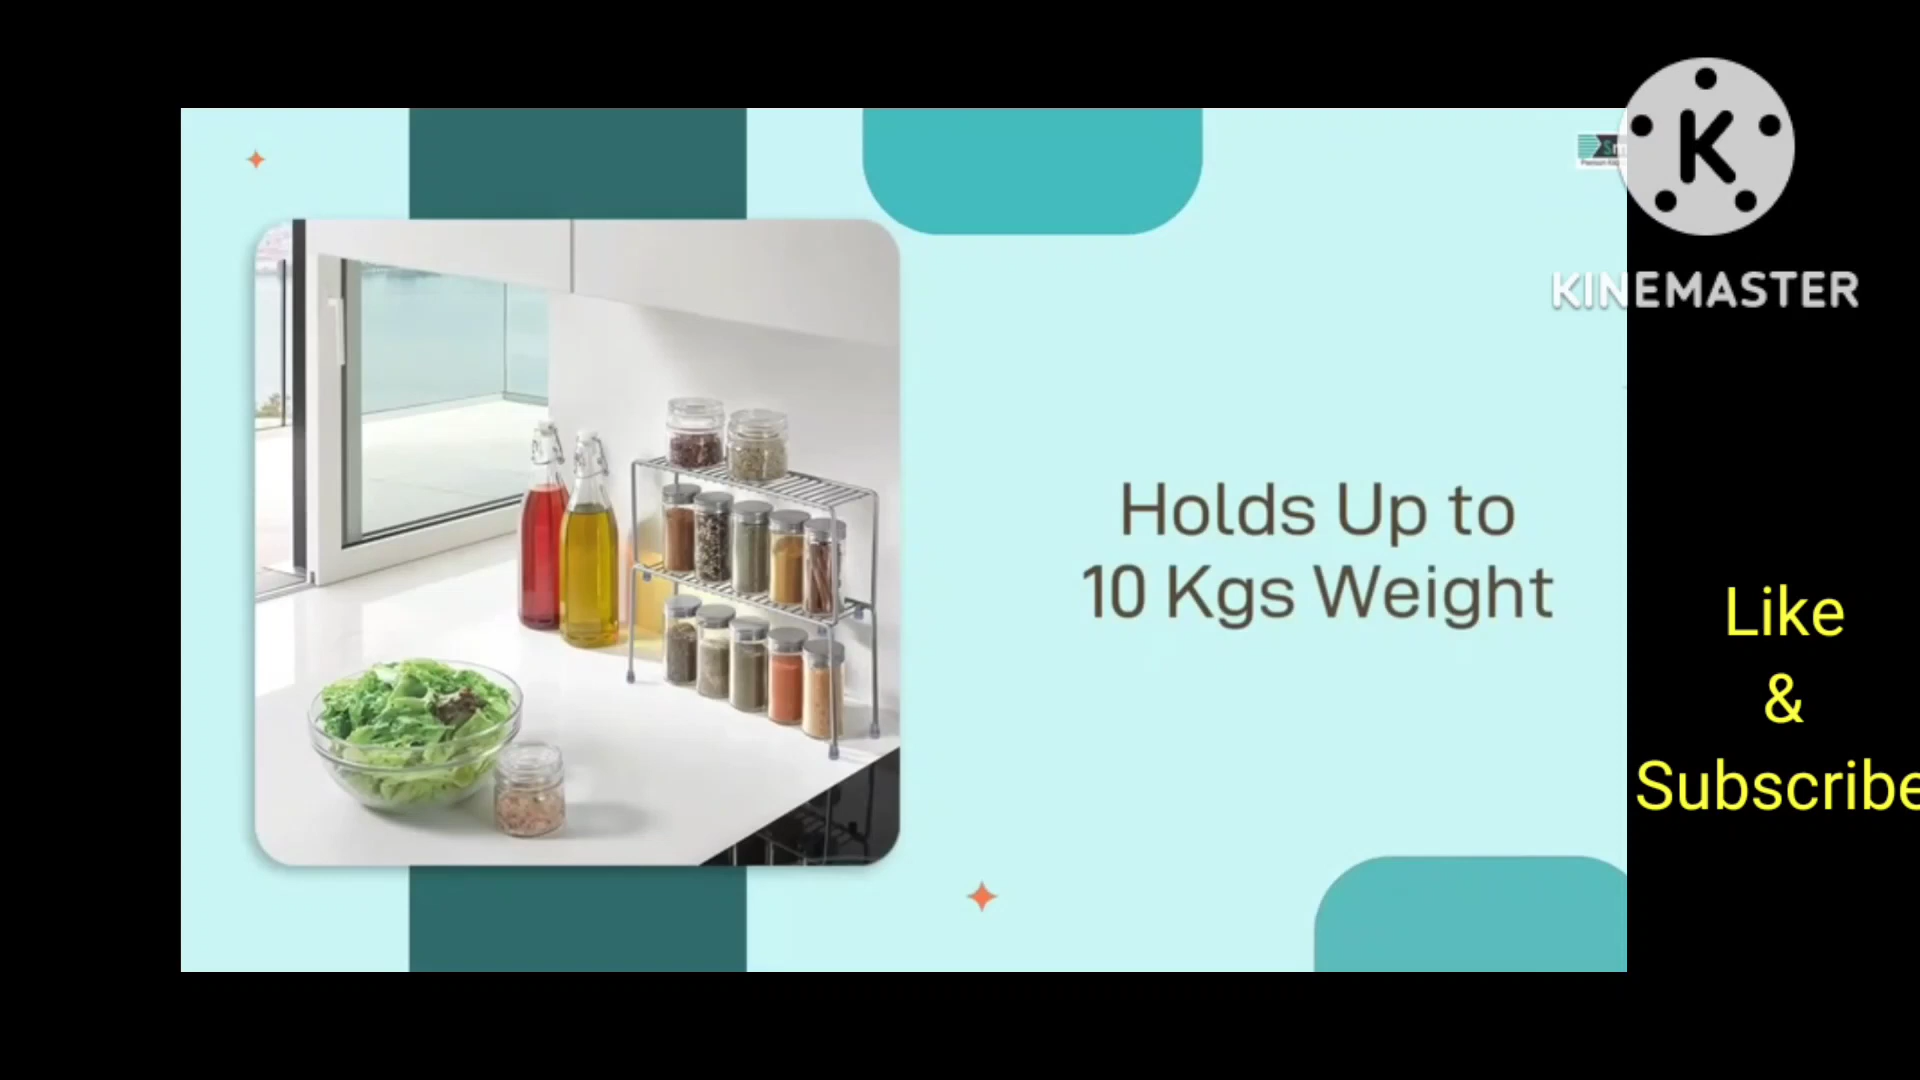 KINEMASTER
Holds Up to
10 Kgs Weight
Like
&
Subscribe